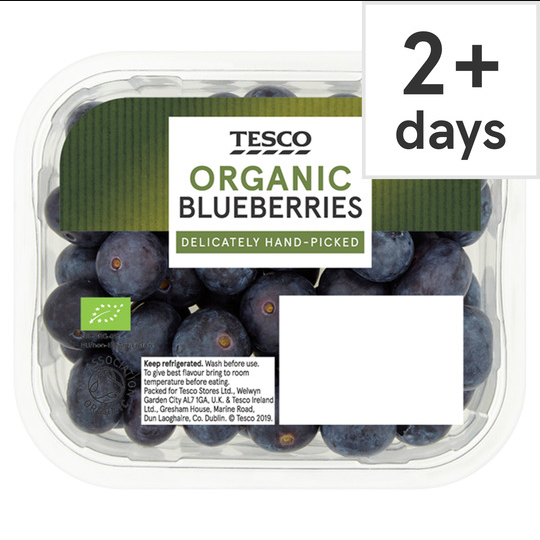 2+
days
TESCO
ORGANIC
BLUEBERRIES
DELICATELY HAND-PICKED
Keep refrigerated. Wash before use.
To give best flavour bring to room
temperature before eating.
Packed for Tesco Stores Ltd., Welwyn
Garden City AL7 1GA, U.K. & Tesco Ireland
Ltd., Gresham House, Marine Road,
Dun Laoghaire, Co. Dublin. © Tesco 2019.
ASSOCIATION